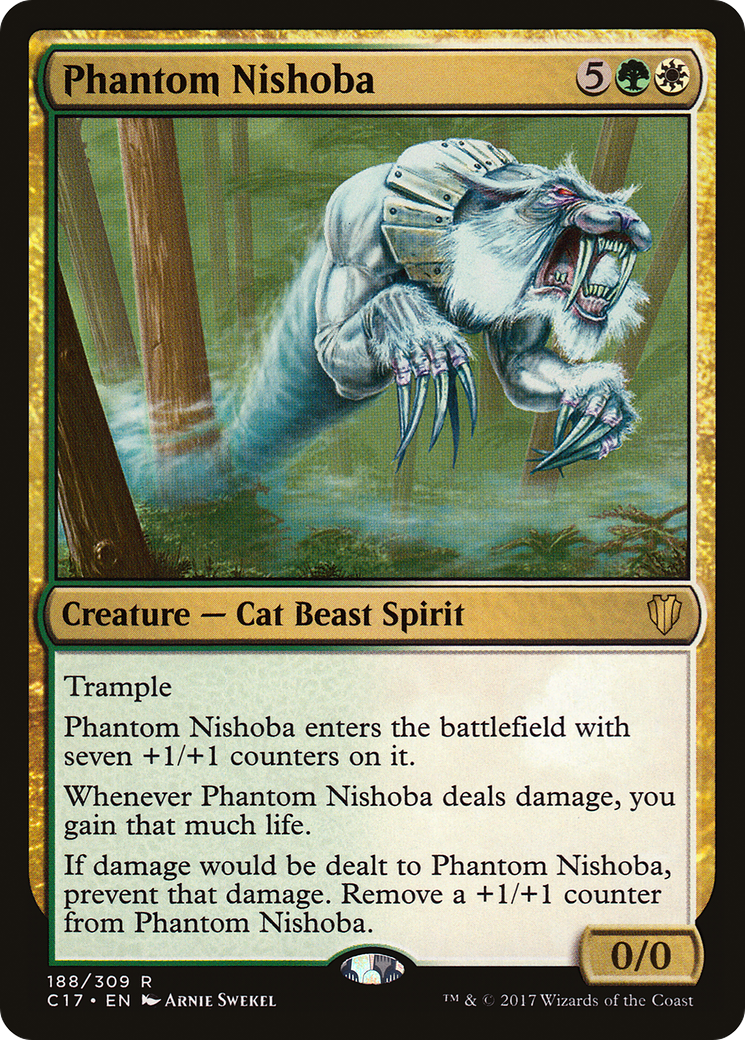 Phantom Nishoba 5
Creature — Cat Beast Spirit
Trample
Phantom Nishoba enters the battlefield with
seven +1/+1 counters on it.
Whenever Phantom Nishoba deals damage, you
gain that much life.
If damage would be dealt to Phantom Nishoba,
prevent that damage. Remove a +1/+1 counter
from Phantom Nishoba.
0/0
188/309 R
C17 • EN Arnie Swekel
™ & © 2017 Wizards of the Coast